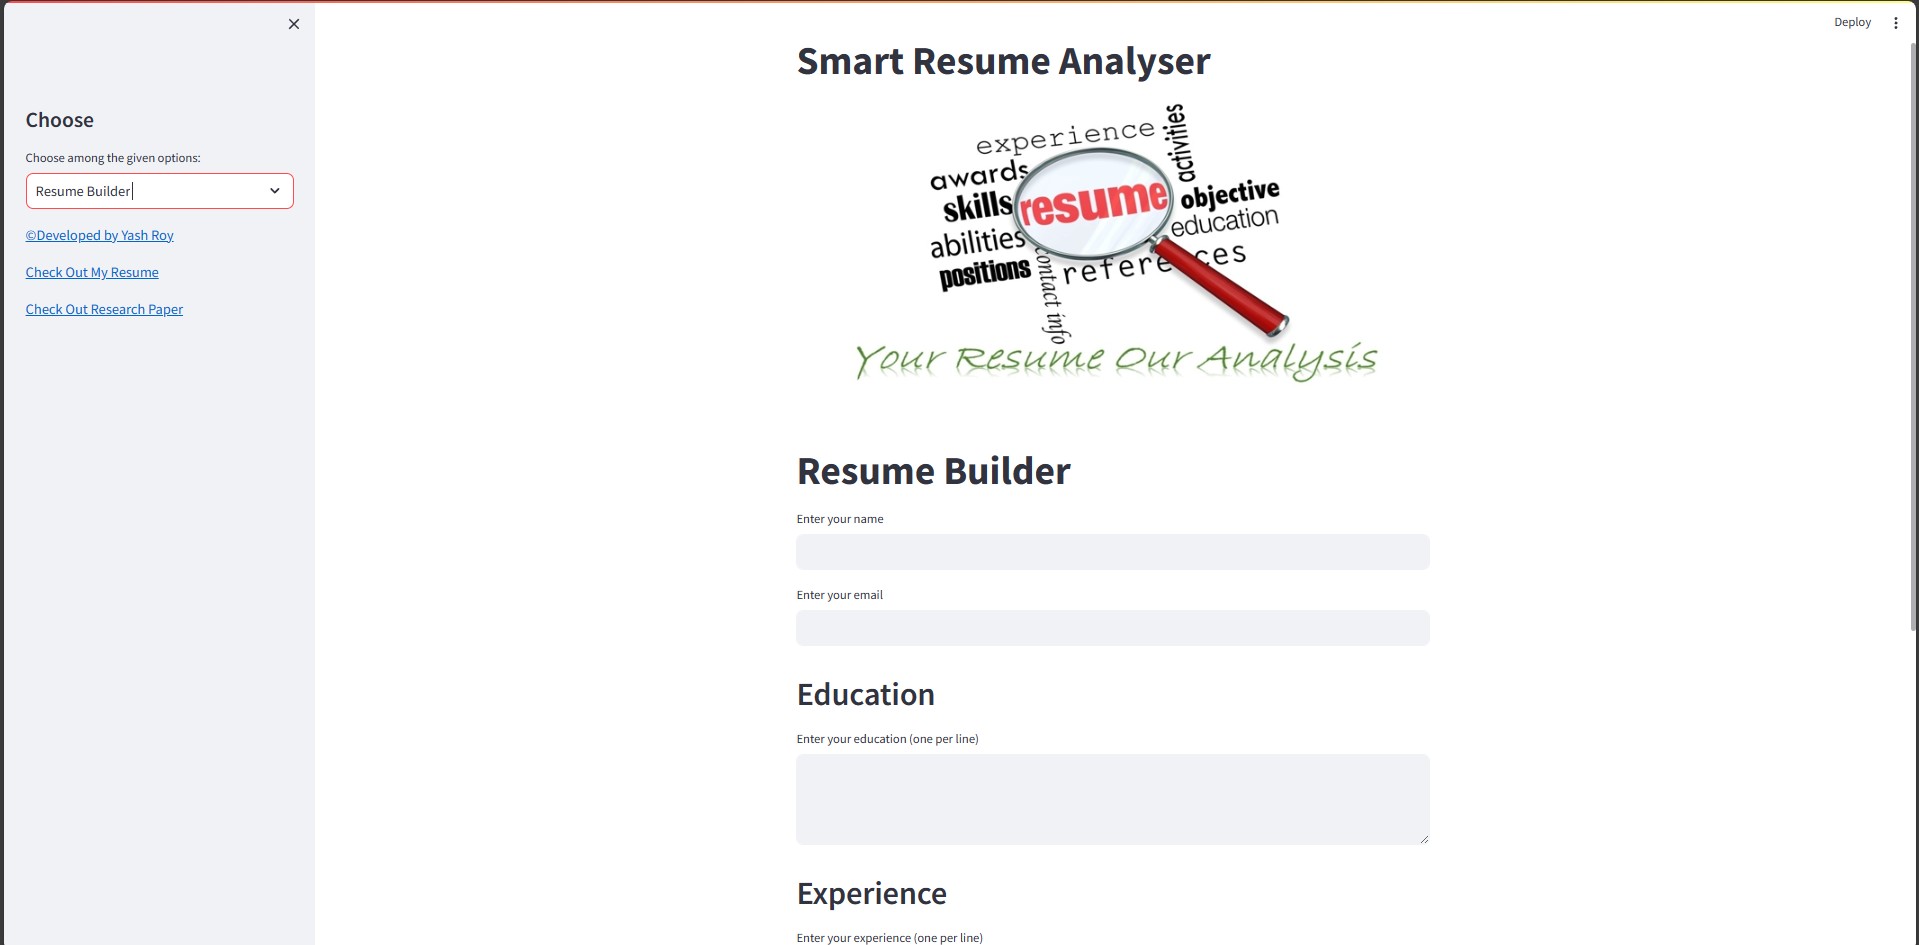 Deploy
Choose
Choose among the given options:
Resume Builder
©Developed by Yash Roy
Check Out My Resume
Check Out Research Paper
Smart Resume Analyser
experience
activities
awards
skills
resume
objective
education
abilities
positions
contact info
refere ces
Your Resume Our Analysis
Resume Builder
Enter your name
Enter your email
Education
Enter your education (one per line)
Experience
Enter your experience (one per line)